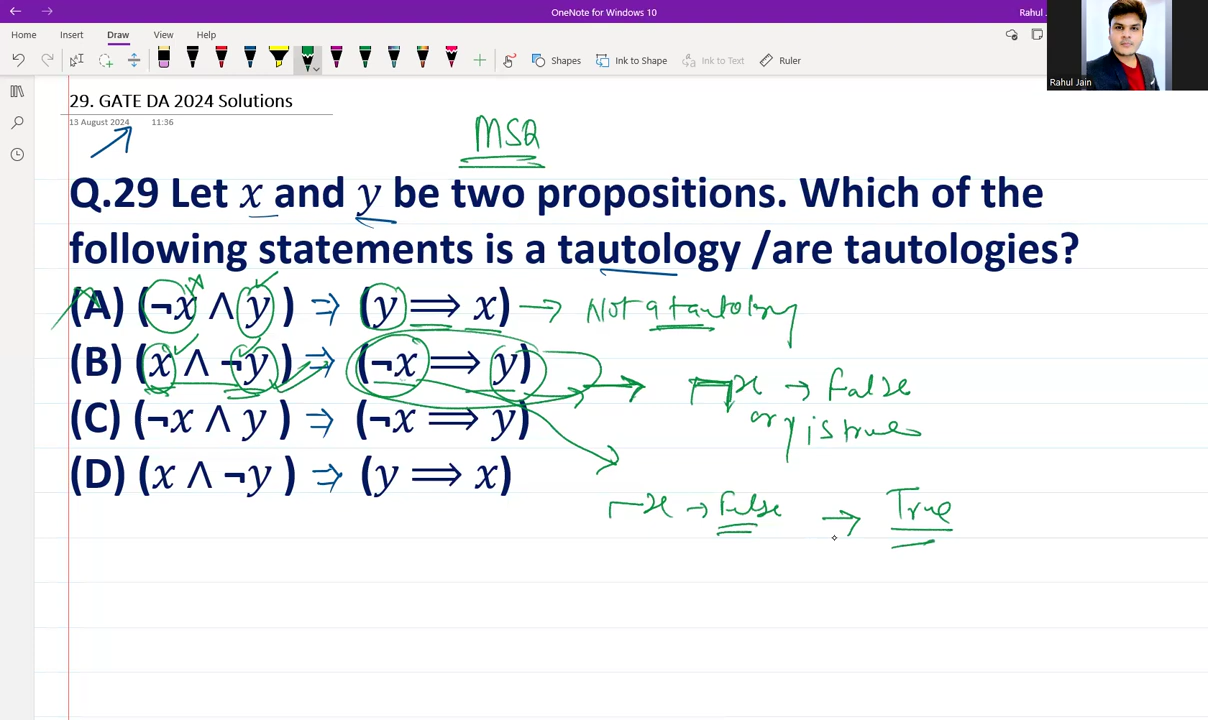 OneNote for Windows 10
Rahul J
Home Insert Draw View Help
Shapes Ink to Shape Ink to Text Ruler
Rahul Jain
29. GATE DA 2024 Solutions
13 August 2024 11:36
MSQ
Q.29 Let x and y be two propositions. Which of the
following statements is a tautology /are tautologies?
(A) (¬x ∧ y ) ⇒ (y ⟹ x) → Not a tautology
(B) (x ∧ ¬y ) ⇒ (¬x ⟹ y)
¬x → False
or y is true
(C) (¬x ∧ y ) ⇒ (¬x ⟹ y)
(D) (x ∧ ¬y ) ⇒ (y ⟹ x)
¬x → False → True